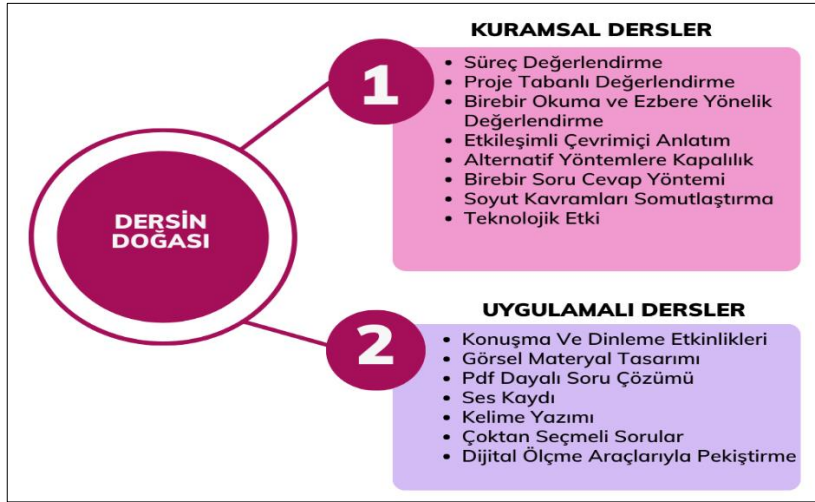 DERSİN
DOĞASI
1
KURAMSAL DERSLER
• Süreç Değerlendirme
• Proje Tabanlı Değerlendirme
• Birebir Okuma ve Ezbere Yönelik
Değerlendirme
• Etkileşimli Çevrimiçi Anlatım
• Alternatif Yöntemlere Kapalılık
• Birebir Soru Cevap Yöntemi
• Soyut Kavramları Somutlaştırma
• Teknolojik Etki
2
UYGULAMALI DERSLER
• Konuşma Ve Dinleme Etkinlikleri
• Görsel Materyal Tasarımı
• Pdf Dayalı Soru Çözümü
• Ses Kaydı
• Kelime Yazımı
• Çoktan Seçmeli Sorular
• Dijital Ölçme Araçlarıyla Pekiştirme